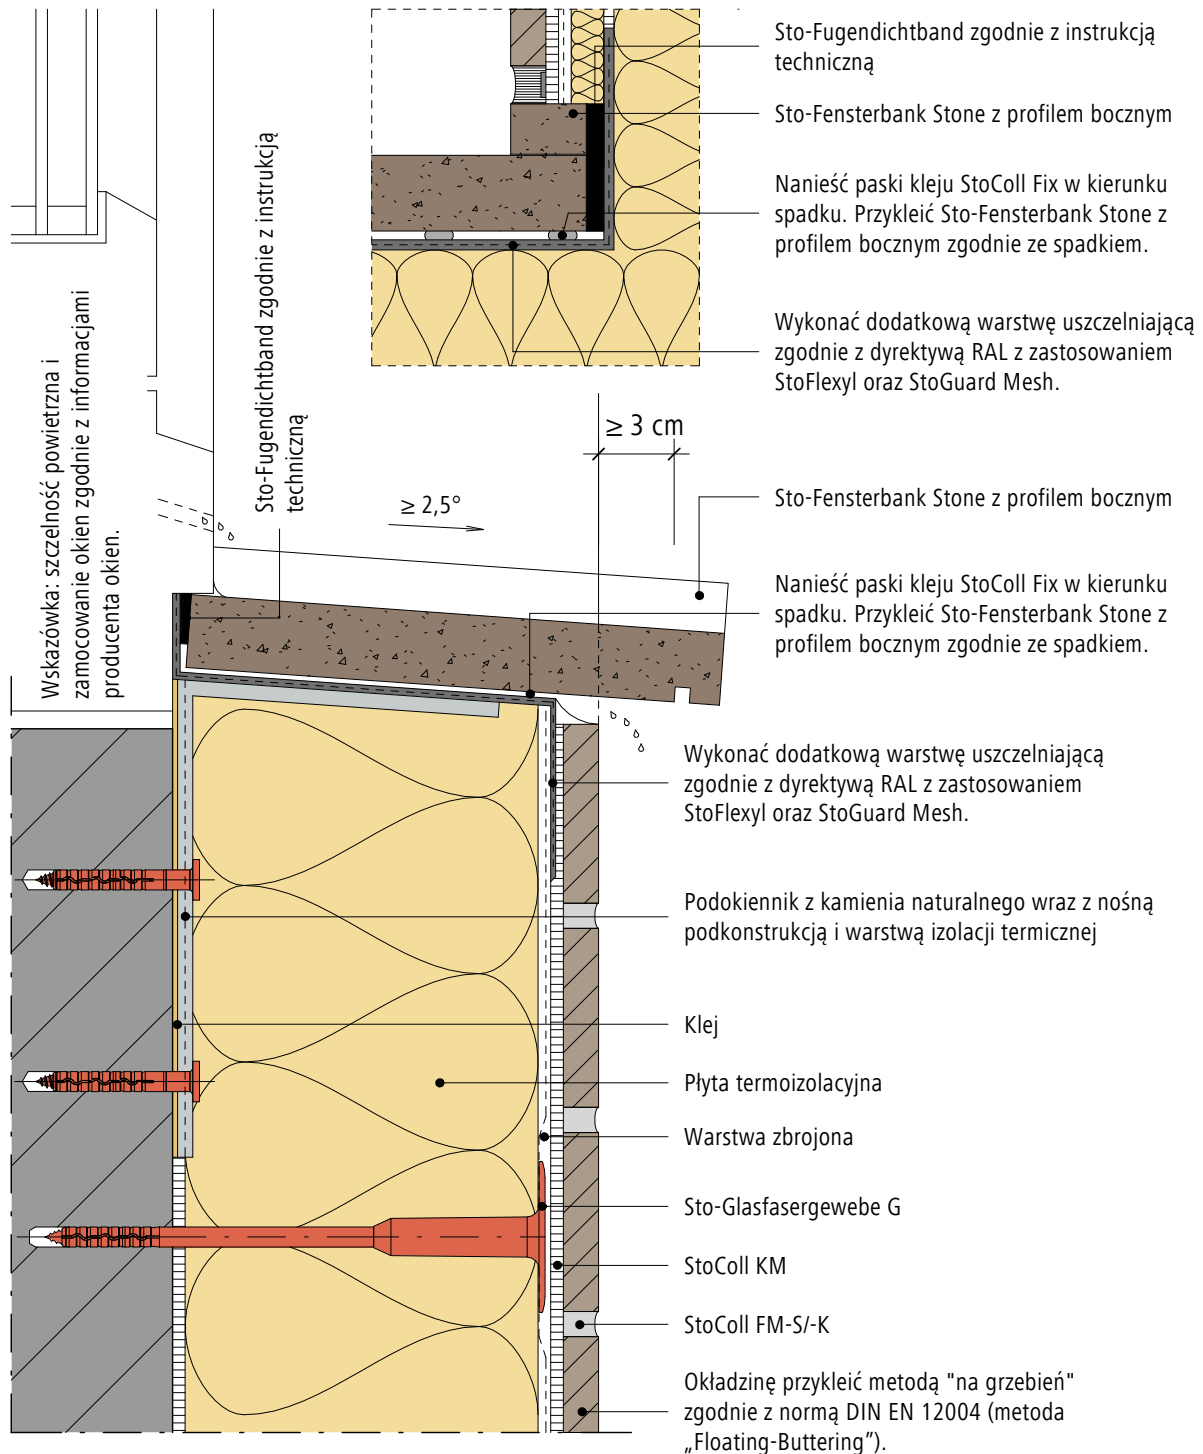 Sto-Fugendichtband zgodnie z instrukcją
techniczną
Sto-Fensterbank Stone z profilem bocznym
Nanieść paski kleju StoColl Fix w kierunku
spadku. Przykleić Sto-Fensterbank Stone z
profilem bocznym zgodnie ze spadkiem.
Wykonać dodatkową warstwę uszczelniającą
zgodnie z dyrektywą RAL z zastosowaniem
StoFlexyl oraz StoGuard Mesh.
Wskazówka: szczelność powietrzna i
zamocowanie okien zgodnie z informacjami
producenta okien.
Sto-Fugendichtband zgodnie z instrukcją
techniczną
≥ 3 cm
≥ 2,5°
Sto-Fensterbank Stone z profilem bocznym
Nanieść paski kleju StoColl Fix w kierunku
spadku. Przykleić Sto-Fensterbank Stone z
profilem bocznym zgodnie ze spadkiem.
Wykonać dodatkową warstwę uszczelniającą
zgodnie z dyrektywą RAL z zastosowaniem
StoFlexyl oraz StoGuard Mesh.
Podokiennik z kamienia naturalnego wraz z nośną
podkonstrukcją i warstwą izolacji termicznej
Klej
Płyta termoizolacyjna
Warstwa zbrojona
Sto-Glasfasergewebe G
StoColl KM
StoColl FM-S/-K
Okładzinę przykleić metodą "na grzebień"
zgodnie z normą DIN EN 12004 (metoda
„Floating-Buttering”).